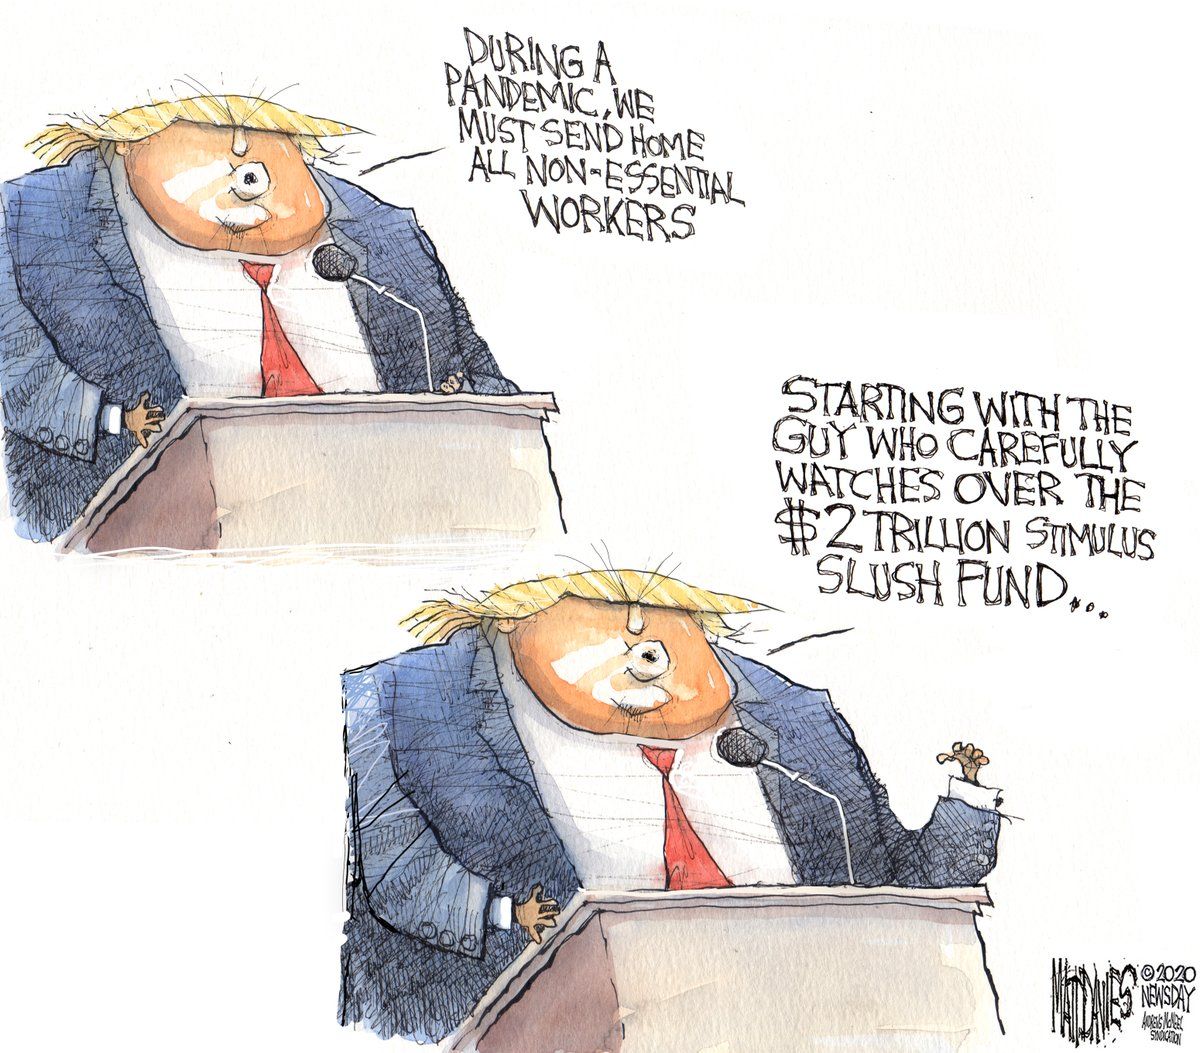 DURING A
PANDEMIC, WE
MUST SEND HOME
ALL NON-ESSENTIAL
WORKERS
STARTING WITH THE
GUY WHO CAREFULLY
WATCHES OVER THE
$2 TRILLION STIMULUS
SLUSH FUND...
MATT DAVIES
©2020
NEWSDAY
ANDREWS McMEEL
SYNDICATION